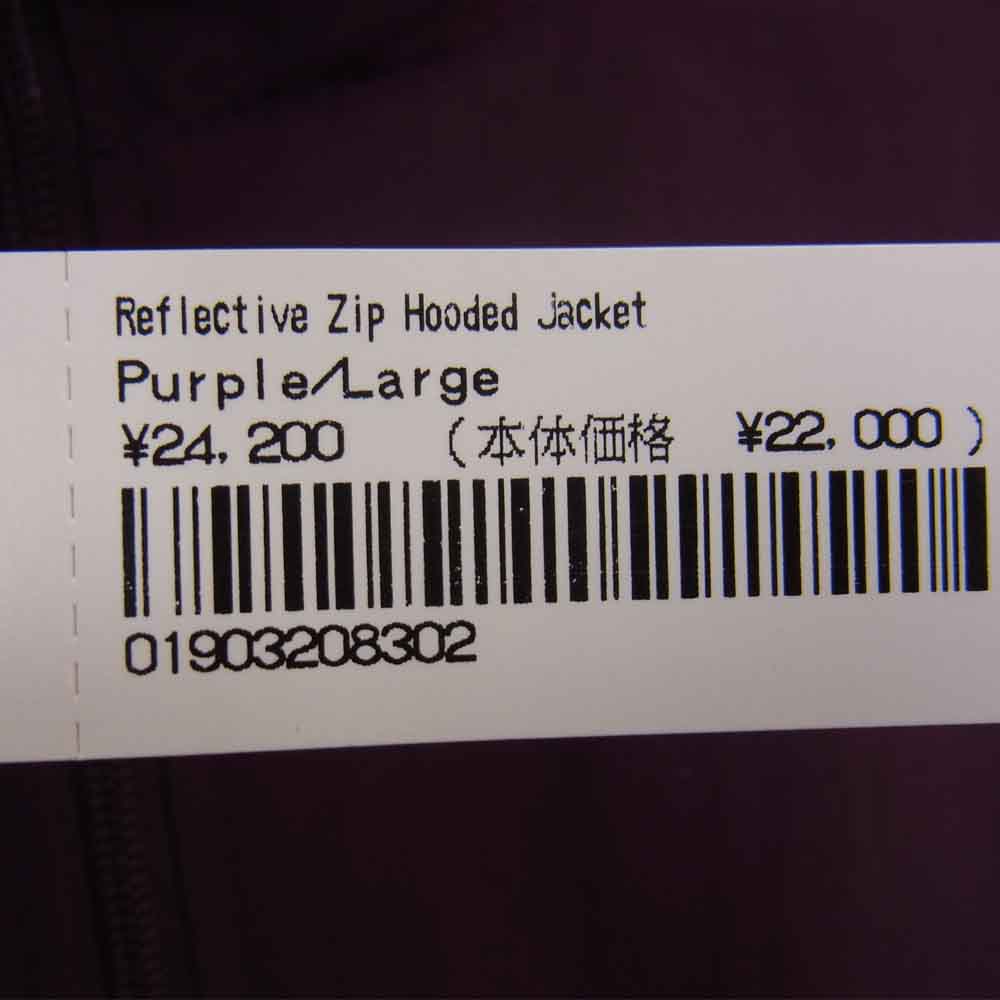 Reflective Zip Hooded Jacket
Purple/Large
¥24,200 (本体価格 ¥22,000)
01903208302